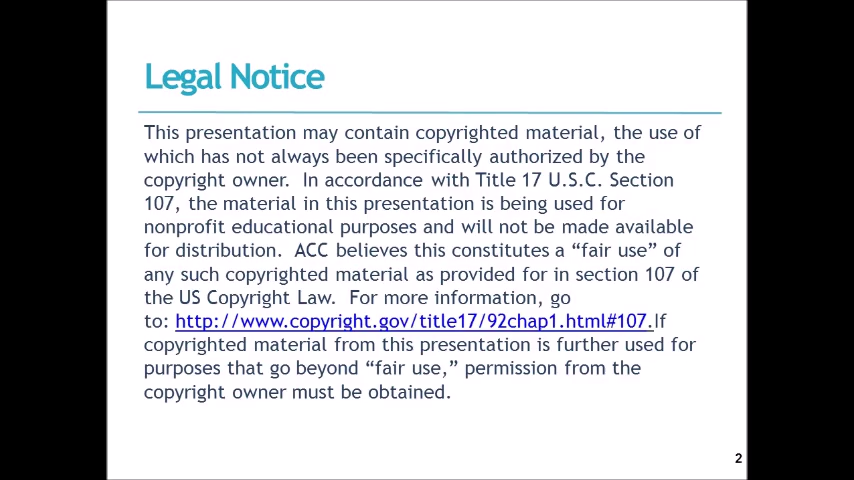 Legal Notice
This presentation may contain copyrighted material, the use of
which has not always been specifically authorized by the
copyright owner.  In accordance with Title 17 U.S.C. Section
107, the material in this presentation is being used for
nonprofit educational purposes and will not be made available
for distribution.  ACC believes this constitutes a “fair use” of
any such copyrighted material as provided for in section 107 of
the US Copyright Law.  For more information, go
to: http://www.copyright.gov/title17/92chap1.html#107.If
copyrighted material from this presentation is further used for
purposes that go beyond “fair use,” permission from the
copyright owner must be obtained.
2